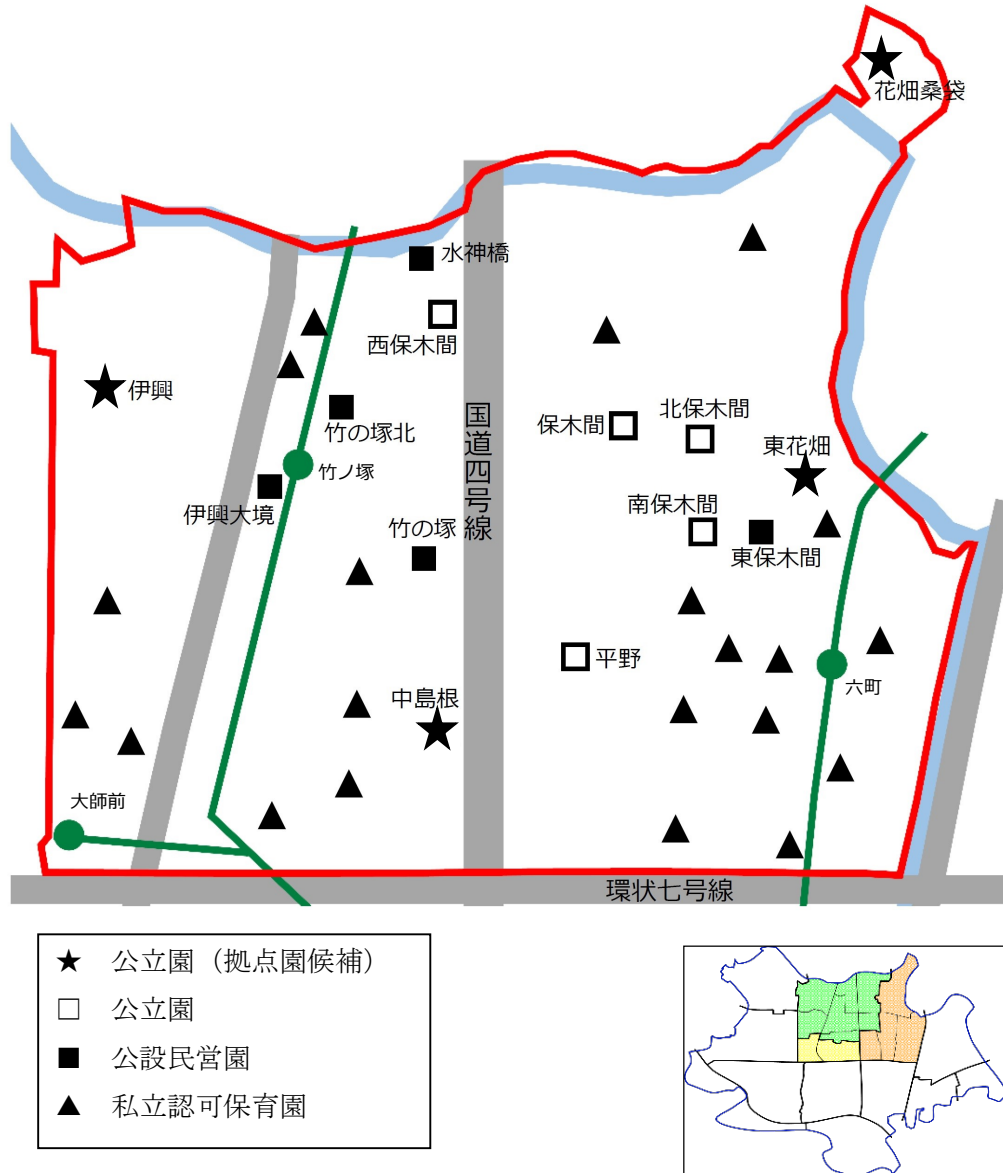 花畑桑袋
水神橋
西保木間
伊興
竹の塚北
竹ノ塚
伊興大境
竹の塚
国道四号線
保木間
北保木間
東花畑
南保木間
東保木間
平野
六町
中島根
大師前
環状七号線
★ 公立園（拠点園候補）
□ 公立園
■ 公設民営園
▲ 私立認可保育園